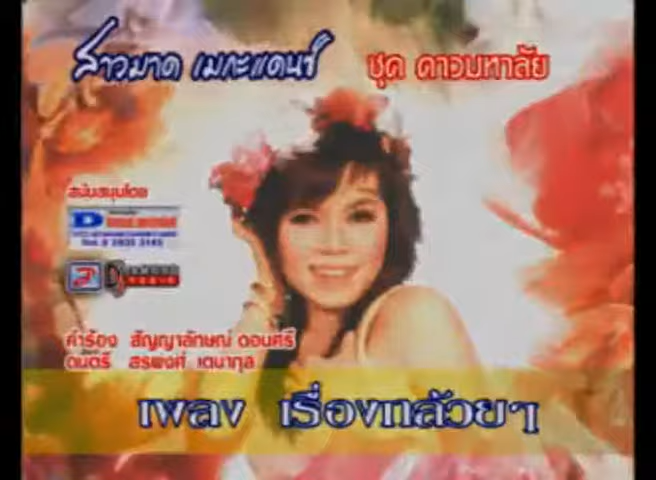 สาวมาด เมกะแดนซ์ ชุด ดาวมหาลัย
สนับสนุนโดย
คำร้อง สัญญาลักษณ์ ดอนศรี
ดนตรี สรพงศ์ เดนากุล
เพลง เรื่องกล้วยๆ